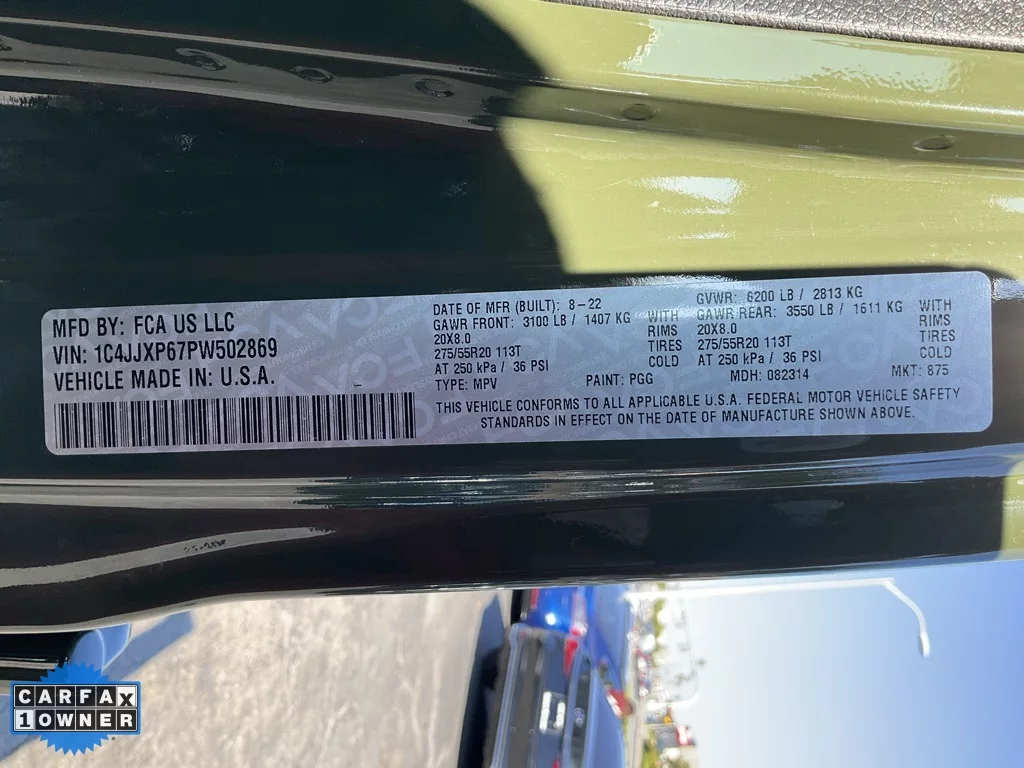 MFD BY: FCA US LLC
VIN: 1C4JJXP67PW502869
VEHICLE MADE IN: U.S.A.
DATE OF MFR (BUILT): 8-22
GVWR: 6200 LB / 2813 KG
GAWR FRONT: 3100 LB / 1407 KG WITH
20X8.0 RIMS
275/55R20 113T TIRES
AT 250 kPa / 36 PSI COLD
GAWR REAR: 3550 LB / 1611 KG WITH
20X8.0 RIMS
275/55R20 113T TIRES
AT 250 kPa / 36 PSI COLD
TYPE: MPV PAINT: PGG MDH: 082314 MKT: 875
THIS VEHICLE CONFORMS TO ALL APPLICABLE U.S.A. FEDERAL MOTOR VEHICLE SAFETY
STANDARDS IN EFFECT ON THE DATE OF MANUFACTURE SHOWN ABOVE.
CARFAX
1 OWNER